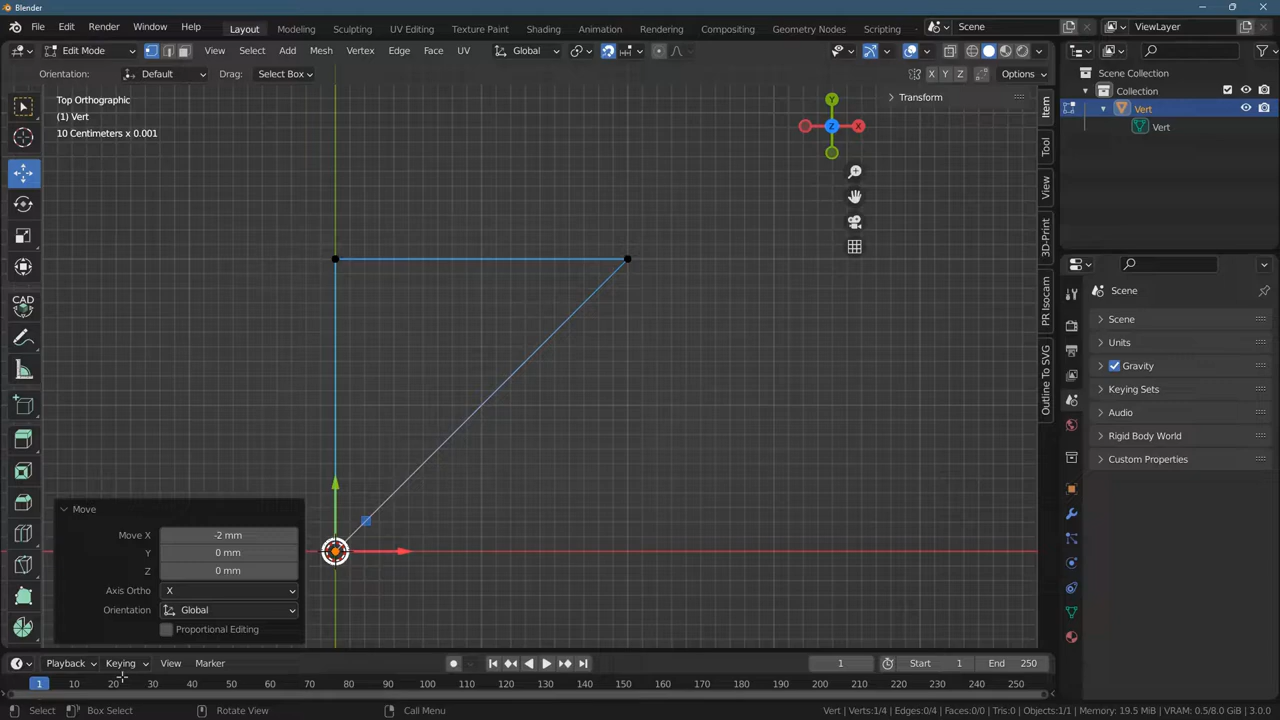 Blender
File Edit Render Window Help Layout Modeling Sculpting UV Editing Texture Paint Shading Animation Rendering Compositing Geometry Nodes Scripting Scene ViewLayer
Edit Mode View Select Add Mesh Vertex Edge Face UV Global
Orientation: Default Drag: Select Box X Y Z Options
Top Orthographic
(1) Vert
10 Centimeters x 0.001
Transform
Y
Z
X
Item
Tool
View
3D-Print
PR Isocam
Outline To SVG
CAD
Move
Move X -2 mm
Y 0 mm
Z 0 mm
Axis Ortho X
Orientation Global
Proportional Editing
Scene Collection
Collection
Vert
Vert
Scene
Scene
Units
Gravity
Keying Sets
Audio
Rigid Body World
Custom Properties
Playback Keying View Marker 1 Start 1 End 250
1 10 20 30 40 50 60 70 80 90 100 110 120 130 140 150 160 170 180 190 200 210 220 230 240 250
Select Box Select Rotate View Call Menu Vert | Verts:1/4 | Edges:0/4 | Faces:0/0 | Tris:0 | Objects:1/1 | Memory: 19.5 MiB | VRAM: 0.5/8.0 GiB | 3.0.0